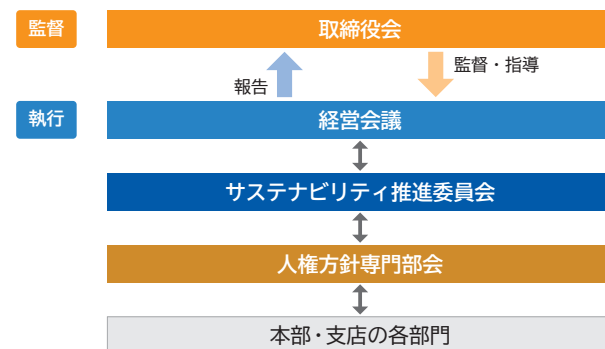 監督
取締役会
報告
監督・指導
執行
経営会議
サステナビリティ推進委員会
人権方針専門部会
本部・支店の各部門